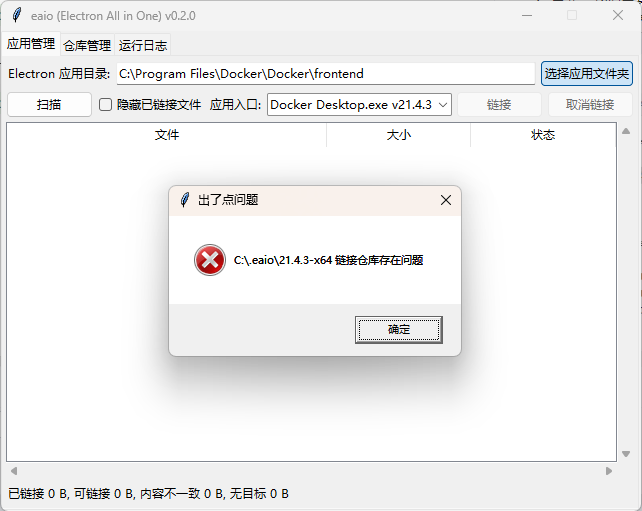 eaio (Electron All in One) v0.2.0
应用管理 仓库管理 运行日志
Electron 应用目录: C:\Program Files\Docker\Docker\frontend 选择应用文件夹
扫描 隐藏已链接文件 应用入口: Docker Desktop.exe v21.4.3 链接 取消链接
文件 大小 状态
出了点问题
C:\.eaio\21.4.3-x64 链接仓库存在问题
确定
已链接 0 B, 可链接 0 B, 内容不一致 0 B, 无目标 0 B